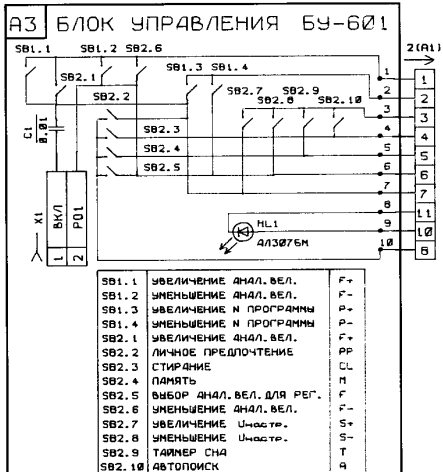 А3 БЛОК УПРАВЛЕНИЯ БУ-601
SB1.1 SB1.2 SB2.6 2(А1)
SB1.3 SB1.4
SB2.1
SB2.2
SB2.7 SB2.9
SB2.8 SB2.10
SB2.3
SB2.4
SB2.5
C1
0,01
X1
1 ВКЛ
2 PO1
HL1
АЛ307БМ
1 1
2 2
3 3
4 4
5 5
6 6
7 7
8 11
9 10
10 8
SB1.1 УВЕЛИЧЕНИЕ АНАЛ.ВЕЛ. F+
SB1.2 УМЕНЬШЕНИЕ АНАЛ.ВЕЛ. F-
SB1.3 УВЕЛИЧЕНИЕ N ПРОГРАММЫ P+
SB1.4 УМЕНЬШЕНИЕ N ПРОГРАММЫ P-
SB2.1 УВЕЛИЧЕНИЕ АНАЛ.ВЕЛ. F+
SB2.2 ЛИЧНОЕ ПРЕДПОЧТЕНИЕ PP
SB2.3 СТИРАНИЕ CL
SB2.4 ПАМЯТЬ M
SB2.5 ВЫБОР АНАЛ.ВЕЛ.ДЛЯ РЕГ. F
SB2.6 УМЕНЬШЕНИЕ АНАЛ.ВЕЛ. F-
SB2.7 УВЕЛИЧЕНИЕ Uнастр. S+
SB2.8 УМЕНЬШЕНИЕ Uнастр. S-
SB2.9 ТАЙМЕР СНА T
SB2.10 АВТОПОИСК A